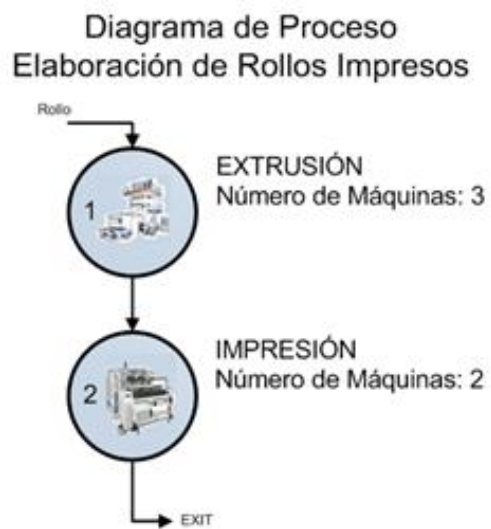 Diagrama de Proceso
Elaboración de Rollos Impresos
Rollo
1
EXTRUSIÓN
Número de Máquinas: 3
2
IMPRESIÓN
Número de Máquinas: 2
EXIT